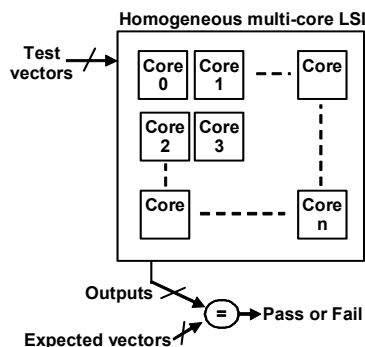 Homogeneous multi-core LSI
Test
vectors
Core
0
Core
1
Core
Core
2
Core
3
Core
Core
n
Outputs
=
Pass or Fail
Expected vectors